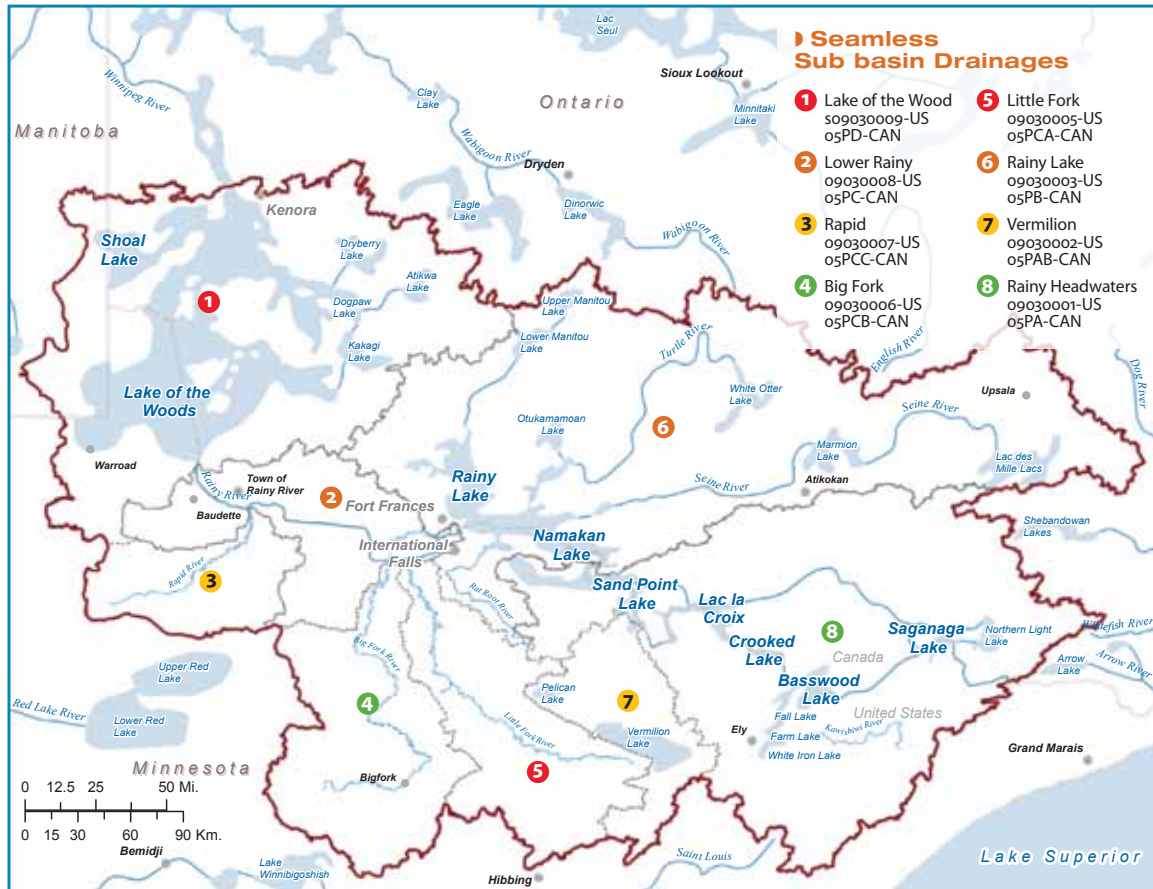 Seamless
Sub basin Drainages
1 Lake of the Wood
S09030009-US
05PD-CAN
2 Lower Rainy
09030008-US
05PC-CAN
3 Rapid
09030007-US
05PCC-CAN
4 Big Fork
09030006-US
05PCB-CAN
5 Little Fork
09030005-US
05PCA-CAN
6 Rainy Lake
09030003-US
05PB-CAN
7 Vermilion
09030002-US
05PAB-CAN
8 Rainy Headwaters
09030001-US
05PA-CAN
Lac
Seul
Sioux Lookout
Winnipeg River
Clay
Lake
Ontario
Minnitaki
Lake
Manitoba
Wabigoon River
Dryden
Kenora
Eagle
Lake
Dinorwic
Lake
Wabigoon River
Shoal
Lake
Dryberry
Lake
Atikwa
Lake
1
Dogpaw
Lake
Upper Manitou
Lake
Lower Manitou
Lake
Turtle River
English River
Dog River
Kakagi
Lake
Lake of the
Woods
White Otter
Lake
Upsala
Otukamamoan
Lake
6
Seine River
Marmion
Lake
Lac des
Mille Lacs
Warroad
Rainy
Lake
Rainy River
Town of
Rainy River
2
Seine River
Atikokan
Baudette
Fort Frances
Namakan
Lake
Shebandowan
Lakes
International
Falls
Rapid River
3
Rat Root River
Sand Point
Lake
Lac la
Croix
8
Crooked
Lake
Saganaga
Lake
Northern Light
Lake
Whitefish River
Big Fork River
Canada
Arrow
Lake
Arrow River
Upper Red
Lake
Basswood
Lake
Pelican
Lake
7
4
Red Lake River
Lower Red
Lake
Fall Lake
United States
Kawishiwi River
Little Fork River
Vermilion
Lake
Ely
Farm Lake
White Iron Lake
Grand Marais
Minnesota
5
Bigfork
0 12.5 25 50 Mi.
0 15 30 60 90 Km.
Bemidji
Lake
Winnibigoshish
Hibbing
Saint Louis
Lake Superior